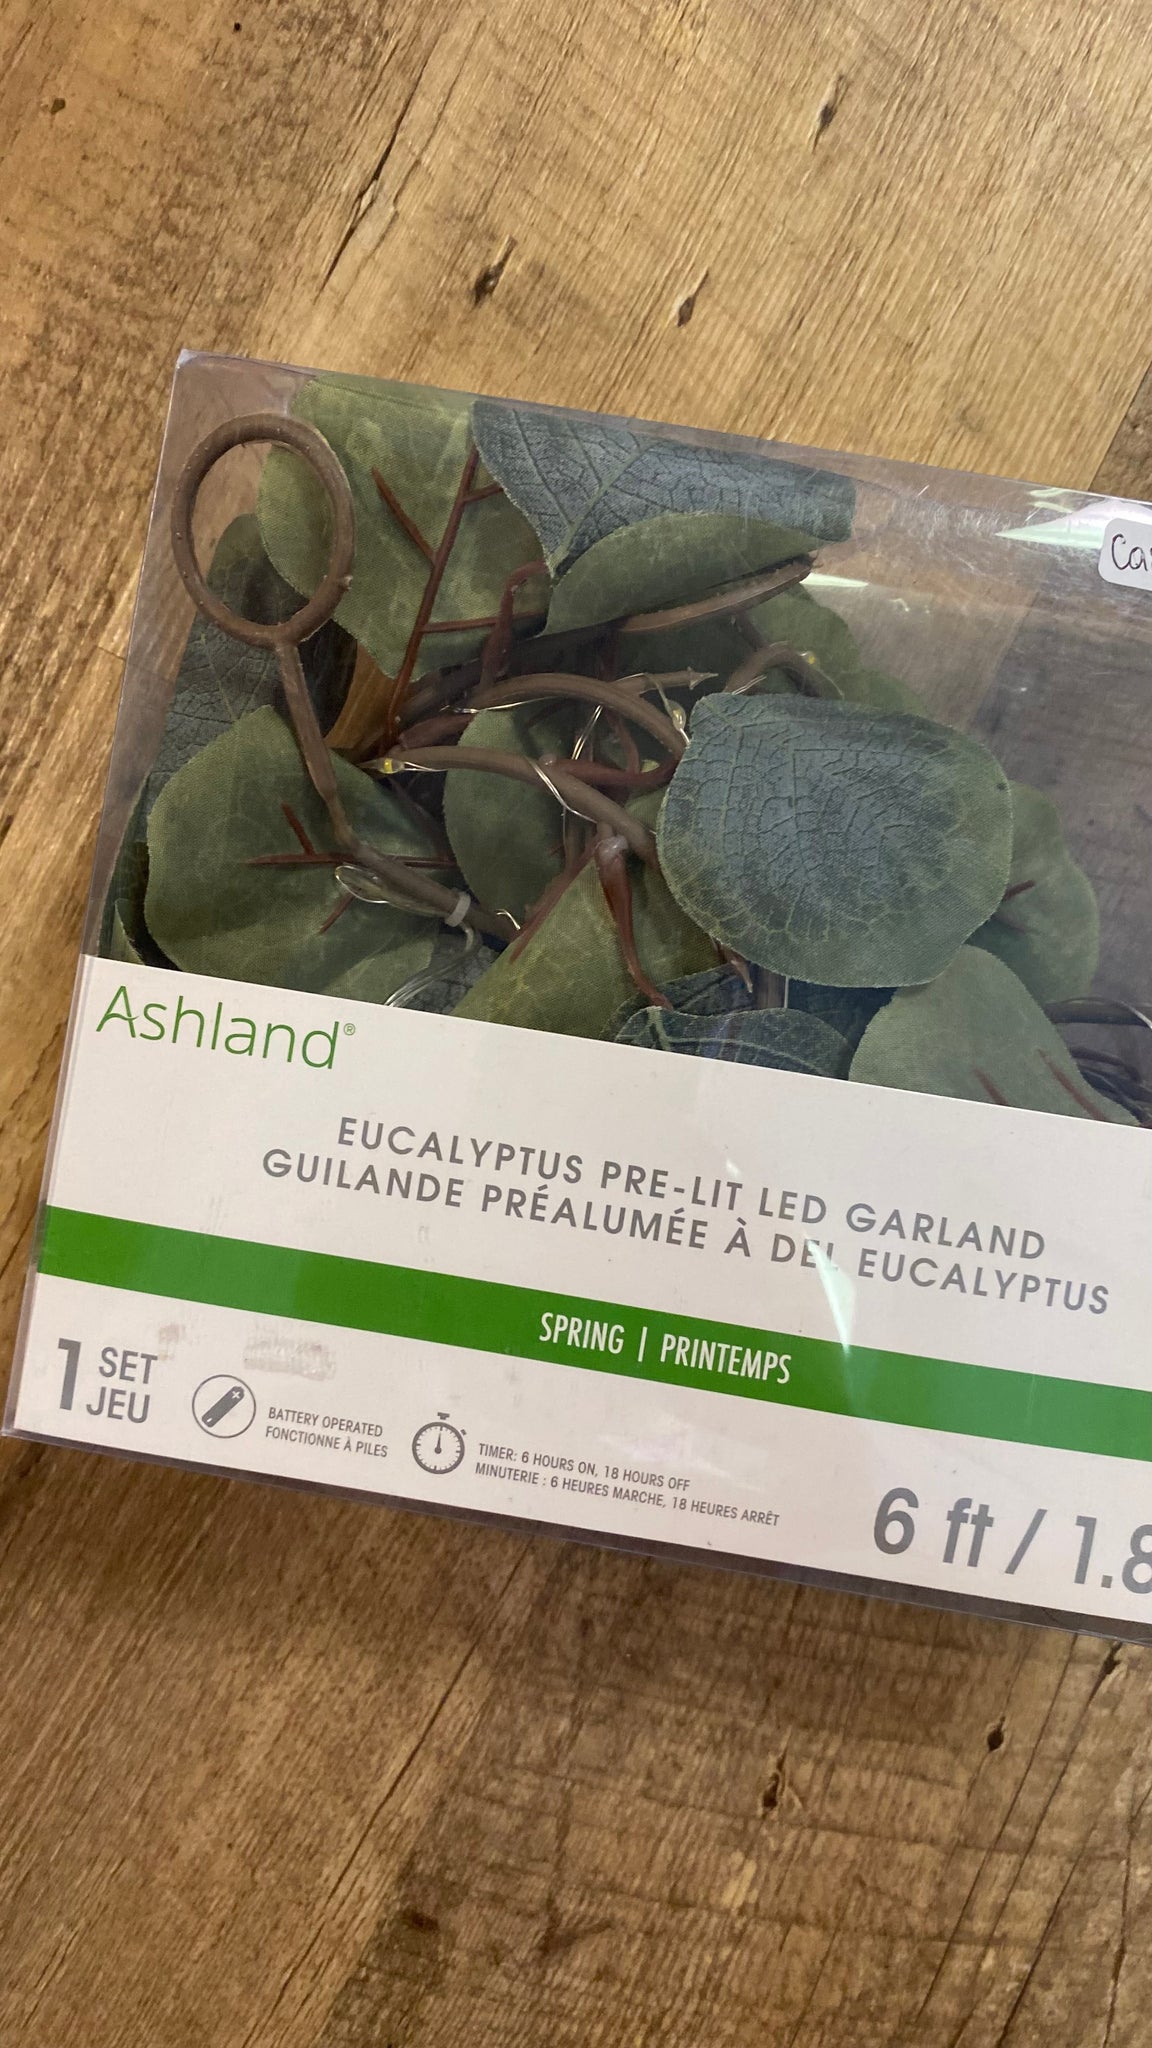 Ashland®
EUCALYPTUS PRE-LIT LED GARLAND
GUILANDE PRÉALUMÉE À DEL EUCALYPTUS
SPRING | PRINTEMPS
1 SET
JEU
BATTERY OPERATED
FONCTIONNE À PILES
TIMER: 6 HOURS ON, 18 HOURS OFF
MINUTERIE : 6 HEURES MARCHE, 18 HEURES ARRÊT
6 ft / 1.8